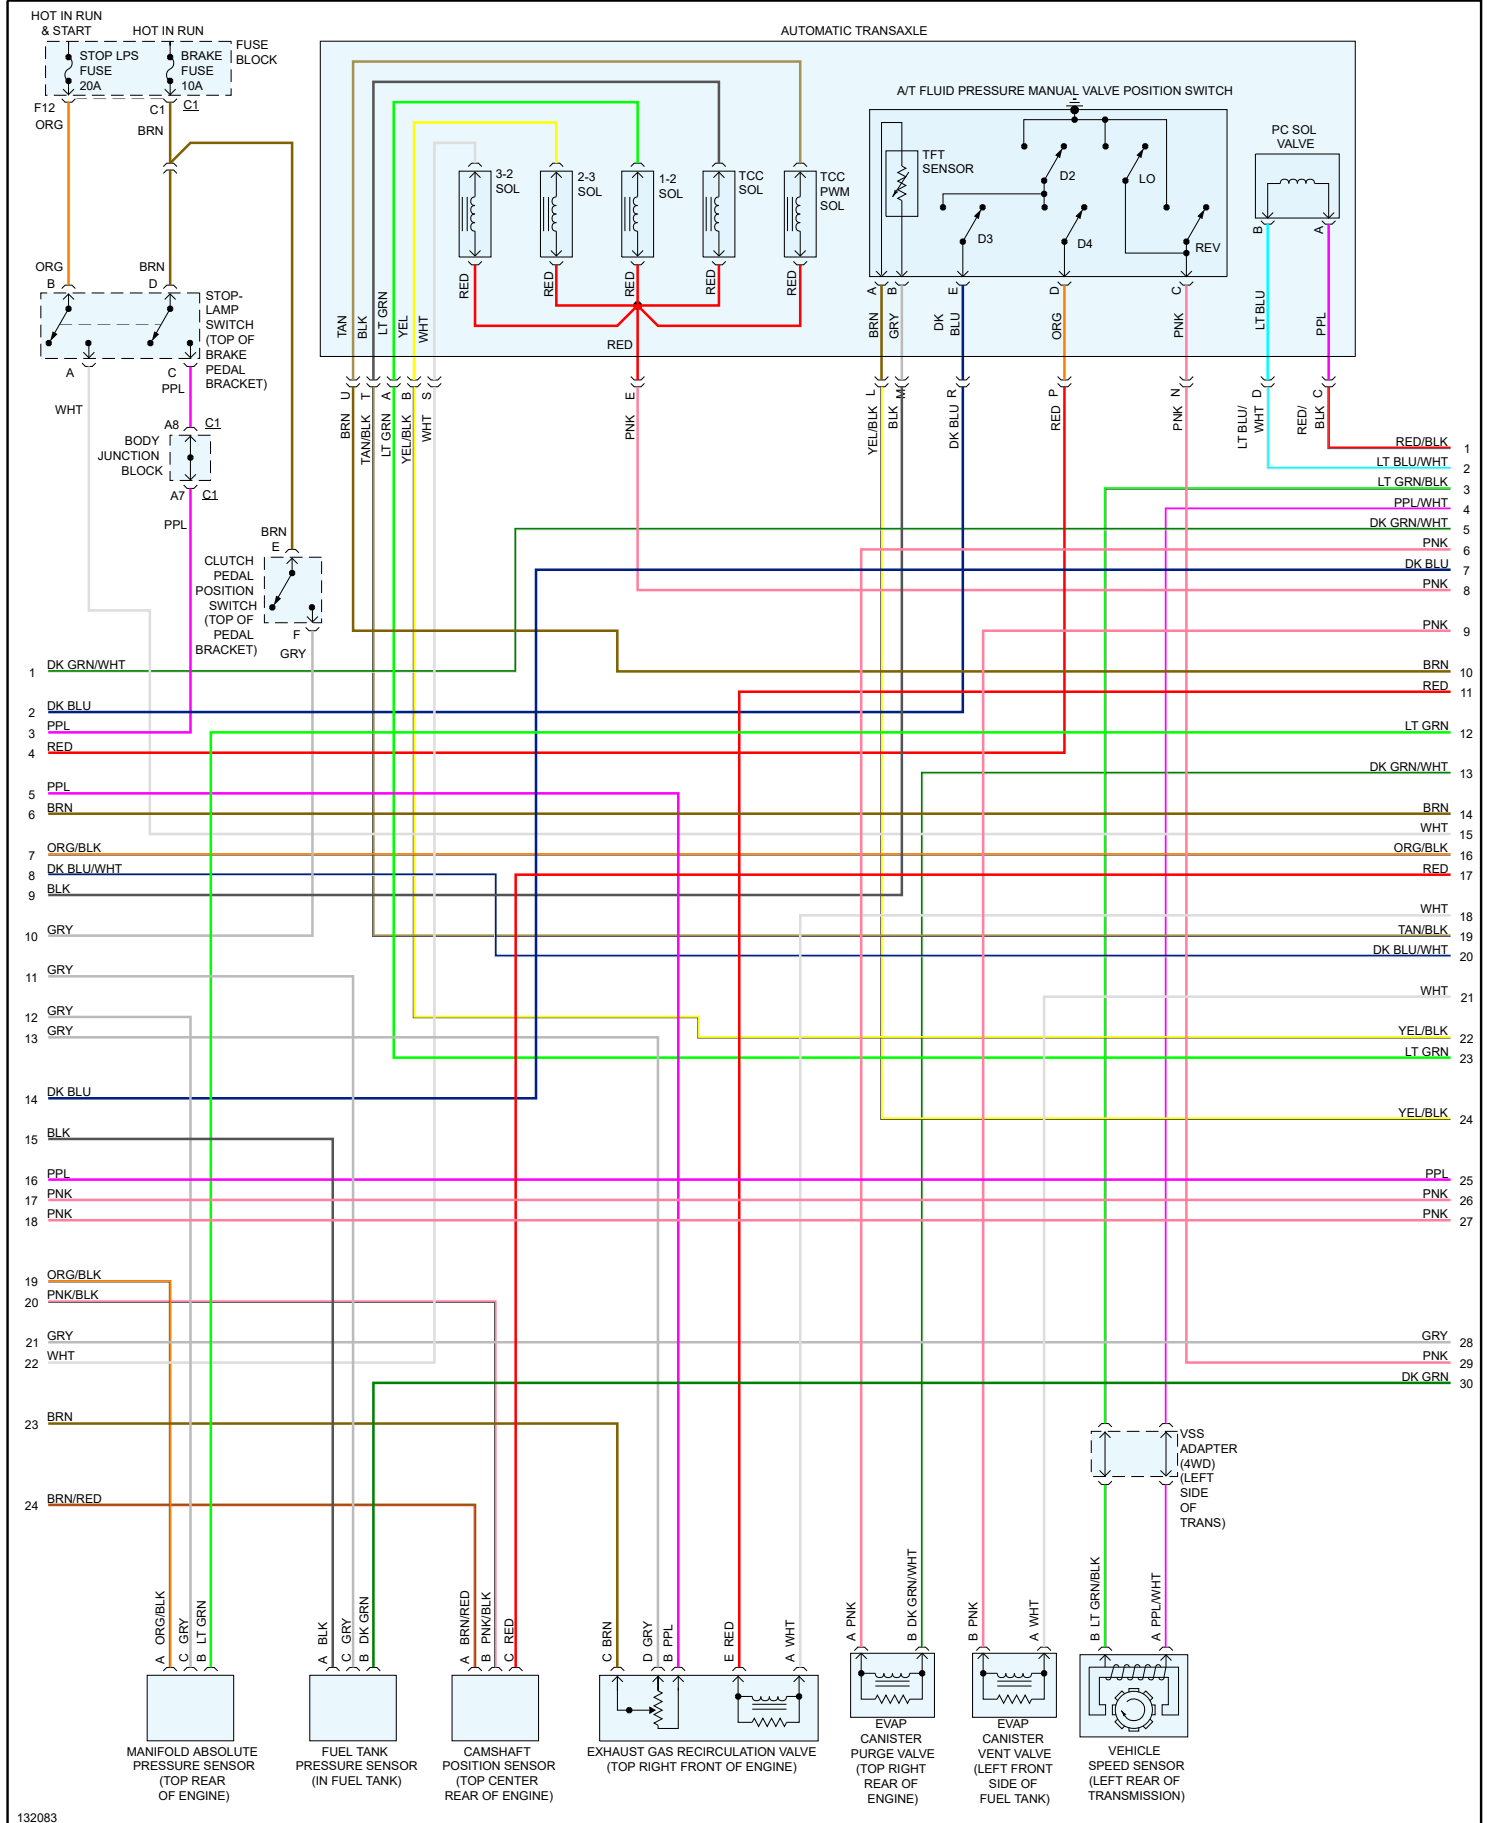 HOT IN RUN
& START
HOT IN RUN
STOP LPS
FUSE
20A
BRAKE
FUSE
10A
FUSE
BLOCK
F12
C1
C1
ORG
BRN
ORG
B
BRN
D
STOP-
LAMP
SWITCH
(TOP OF
BRAKE
PEDAL
BRACKET)
A
C
PPL
WHT
A8
C1
BODY
JUNCTION
BLOCK
A7
C1
PPL
BRN
E
CLUTCH
PEDAL
POSITION
SWITCH
(TOP OF
PEDAL
BRACKET)
F
GRY
AUTOMATIC TRANSAXLE
3-2
SOL
2-3
SOL
1-2
SOL
TCC
SOL
TCC
PWM
SOL
RED
RED
RED
RED
RED
RED
TAN
BLK
LT GRN
YEL
WHT
A/T FLUID PRESSURE MANUAL VALVE POSITION SWITCH
TFT
SENSOR
D2
LO
D3
D4
REV
PC SOL
VALVE
B
A
A
B
E
D
C
BRN
GRY
DK
BLU
ORG
PNK
LT BLU
PPL
U
T
A
B
S
E
L
M
R
P
N
D
C
BRN
TAN/BLK
LT GRN
YEL/BLK
WHT
PNK
YEL/BLK
BLK
DK BLU
RED
PNK
LT BLU/
WHT
RED/
BLK
RED/BLK 1
LT BLU/WHT 2
LT GRN/BLK 3
PPL/WHT 4
DK GRN/WHT 5
PNK 6
DK BLU 7
PNK 8
PNK 9
BRN 10
RED 11
LT GRN 12
DK GRN/WHT 13
BRN 14
WHT 15
ORG/BLK 16
RED 17
WHT 18
TAN/BLK 19
DK BLU/WHT 20
WHT 21
YEL/BLK 22
LT GRN 23
YEL/BLK 24
PPL 25
PNK 26
PNK 27
GRY 28
PNK 29
DK GRN 30
1 DK GRN/WHT
2 DK BLU
3 PPL
4 RED
5 PPL
6 BRN
7 ORG/BLK
8 DK BLU/WHT
9 BLK
10 GRY
11 GRY
12 GRY
13 GRY
14 DK BLU
15 BLK
16 PPL
17 PNK
18 PNK
19 ORG/BLK
20 PNK/BLK
21 GRY
22 WHT
23 BRN
24 BRN/RED
VSS
ADAPTER
(4WD)
(LEFT
SIDE
OF
TRANS)
A ORG/BLK
C GRY
B LT GRN
A BLK
C GRY
B DK GRN
A BRN/RED
B PNK/BLK
C RED
C BRN
D GRY
B PPL
E RED
A WHT
A PNK
B DK GRN/WHT
B PNK
A WHT
B LT GRN/BLK
A PPL/WHT
MANIFOLD ABSOLUTE
PRESSURE SENSOR
(TOP REAR
OF ENGINE)
FUEL TANK
PRESSURE SENSOR
(IN FUEL TANK)
CAMSHAFT
POSITION SENSOR
(TOP CENTER
REAR OF ENGINE)
EXHAUST GAS RECIRCULATION VALVE
(TOP RIGHT FRONT OF ENGINE)
EVAP
CANISTER
PURGE VALVE
(TOP RIGHT
REAR OF
ENGINE)
EVAP
CANISTER
VENT VALVE
(LEFT FRONT
SIDE OF
FUEL TANK)
VEHICLE
SPEED SENSOR
(LEFT REAR OF
TRANSMISSION)
132083